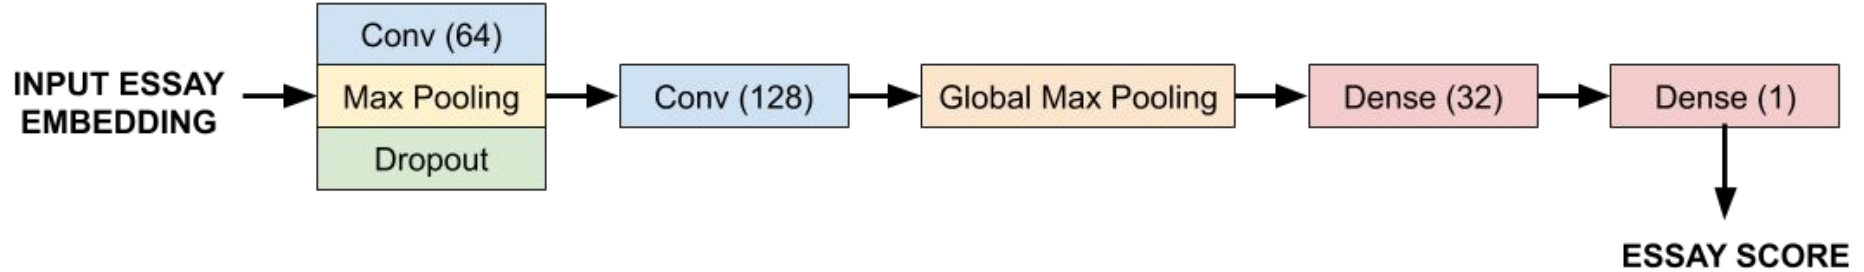 INPUT ESSAY
EMBEDDING
Conv (64)
Max Pooling
Dropout
Conv (128)
Global Max Pooling
Dense (32)
Dense (1)
ESSAY SCORE